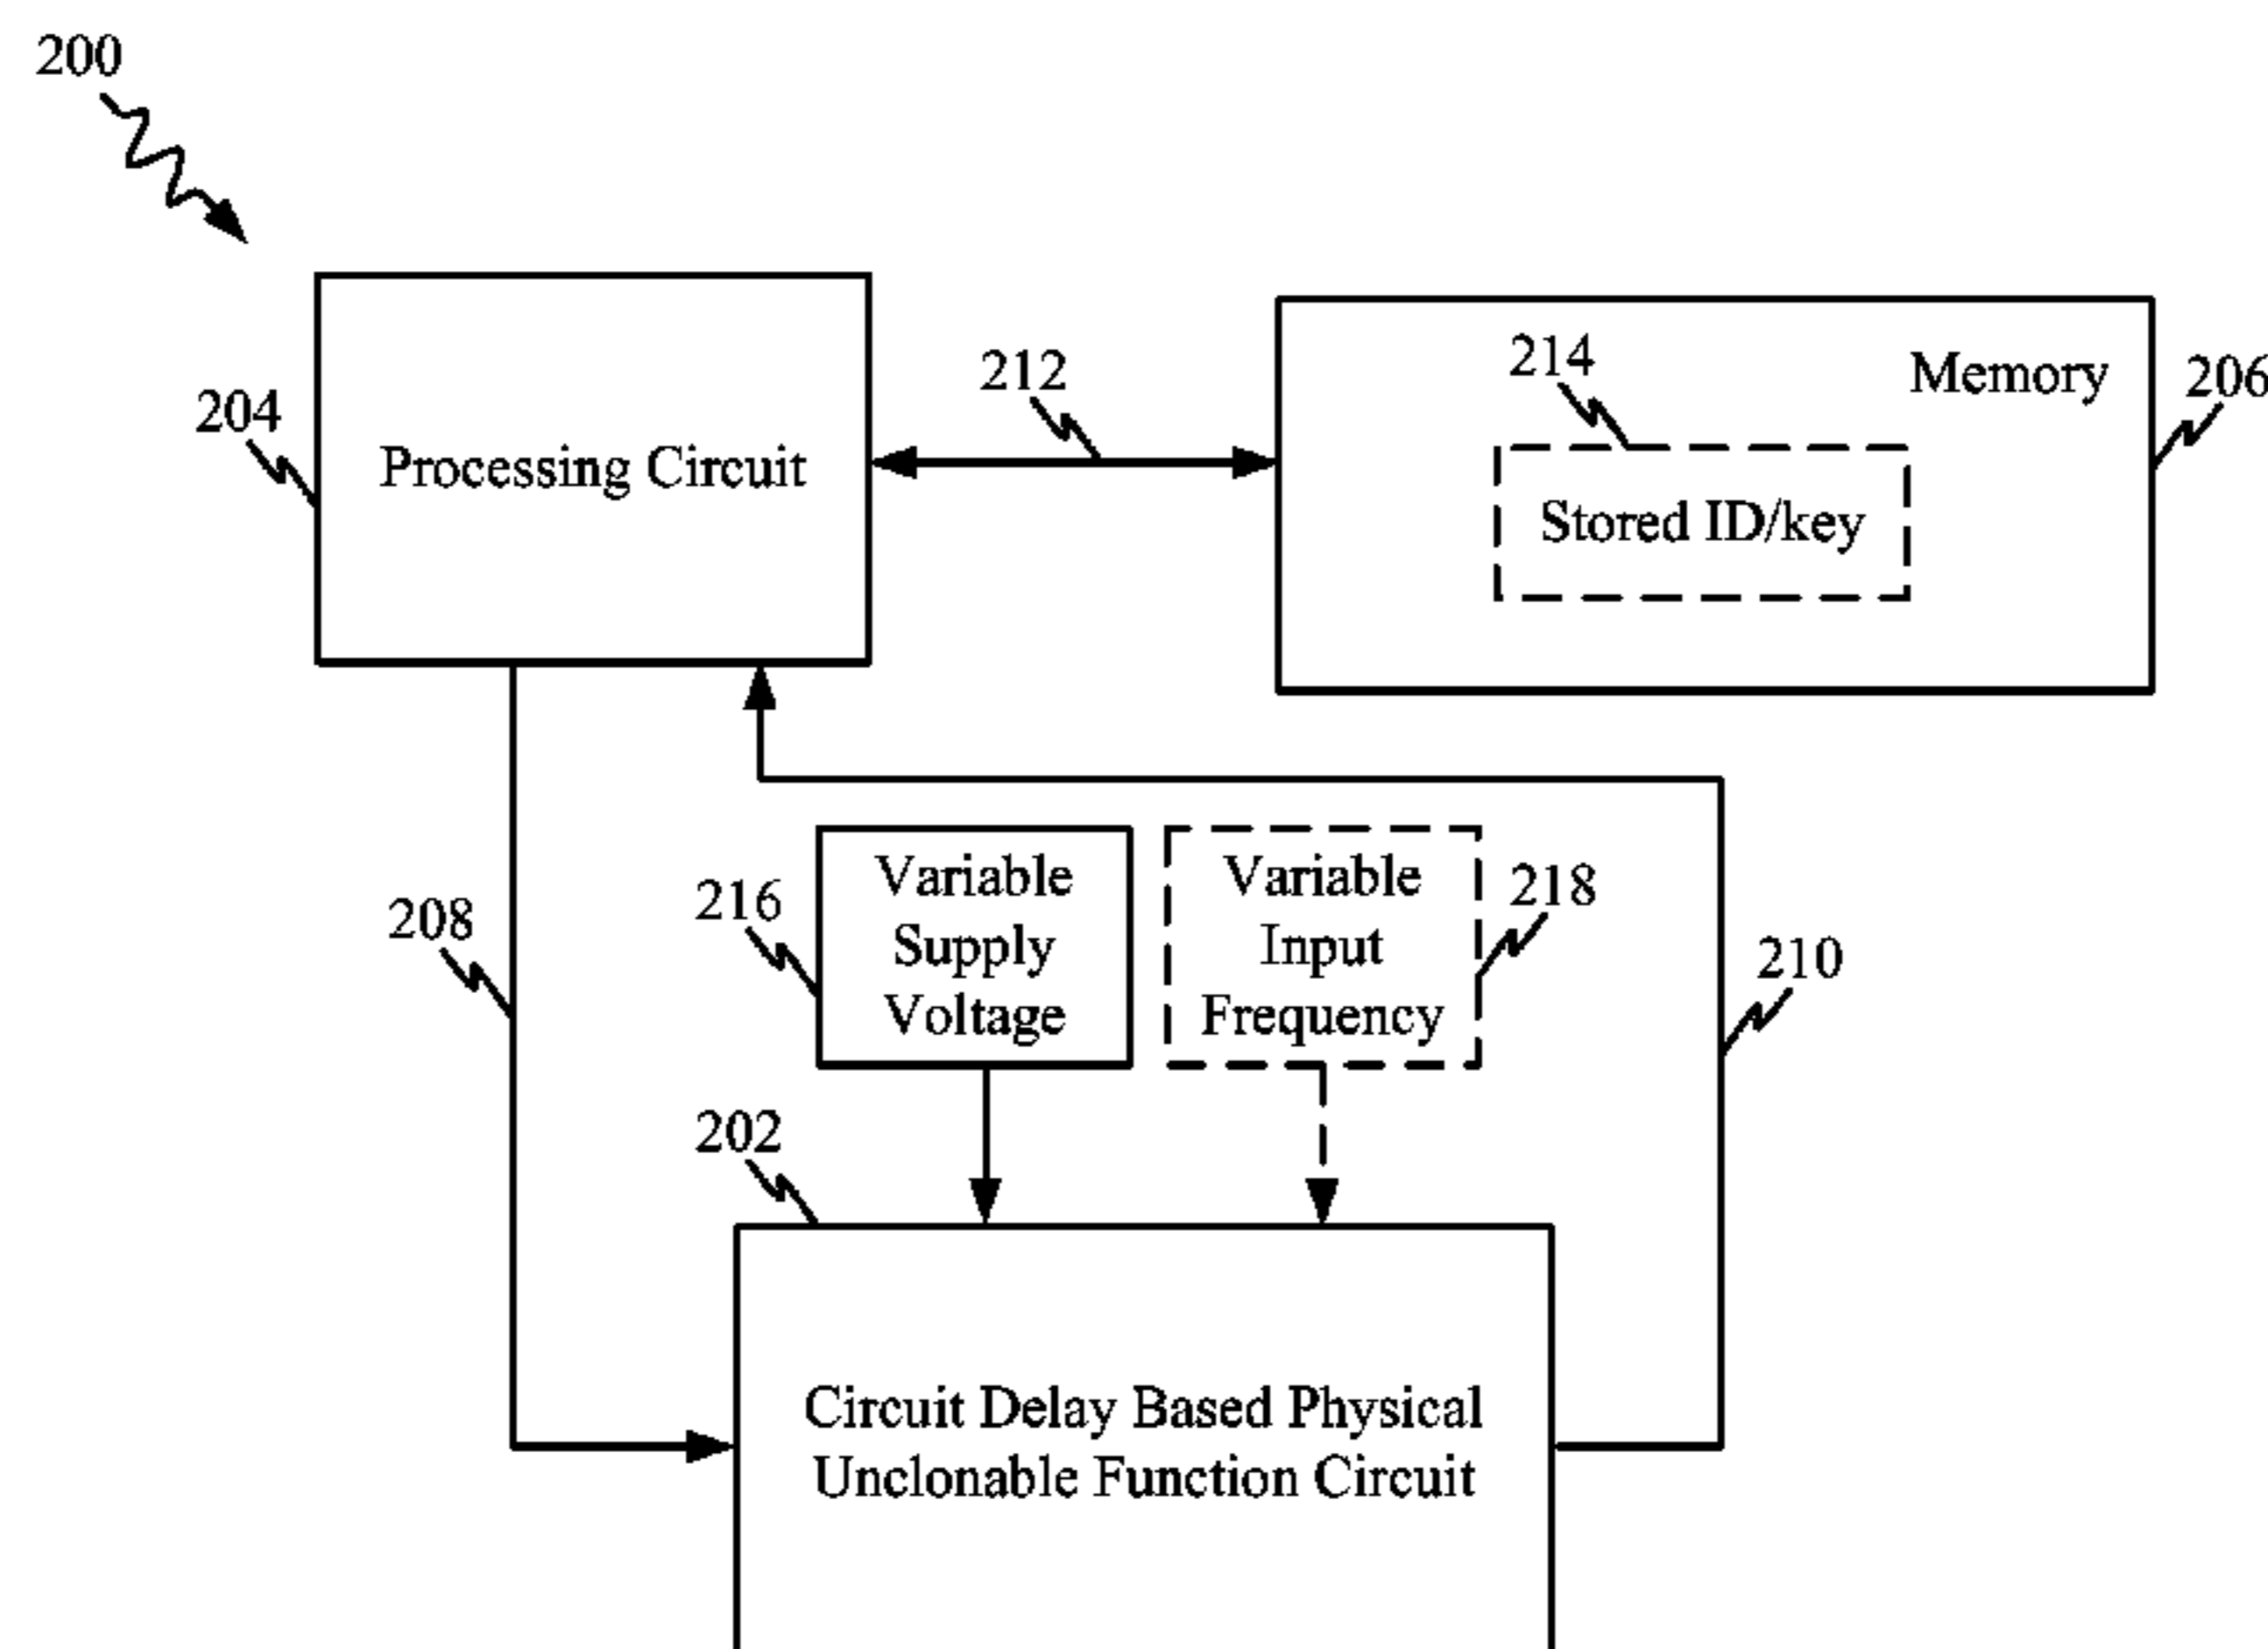 200
204
Processing Circuit
212
214
Memory
206
Stored ID/key
208
216
Variable
Supply
Voltage
Variable
Input
Frequency
218
210
202
Circuit Delay Based Physical
Unclonable Function Circuit